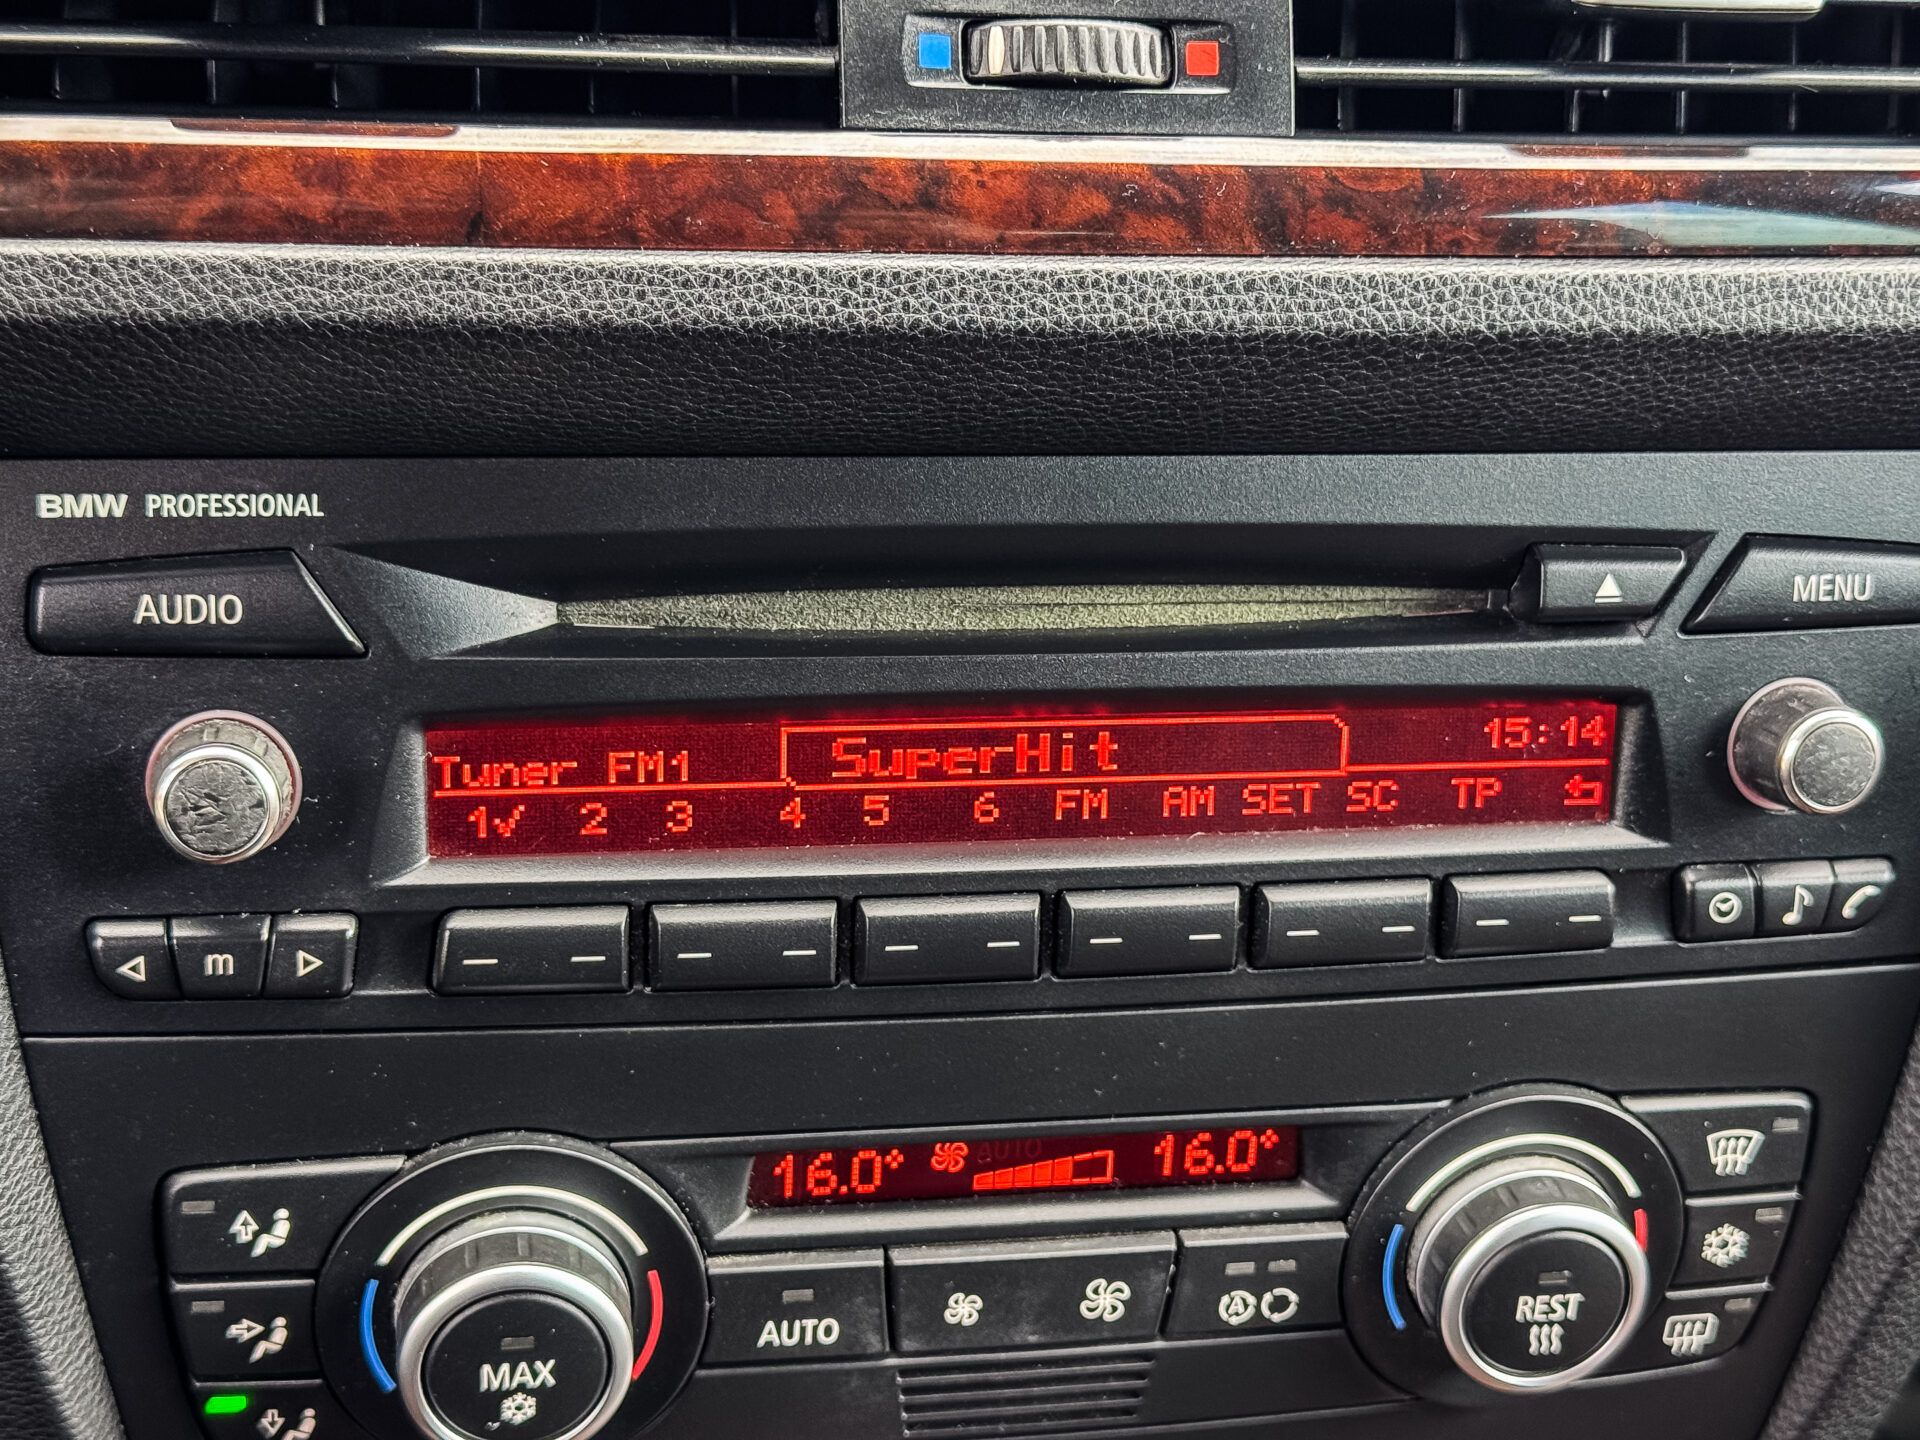 BMW PROFESSIONAL
AUDIO
MENU
Tuner FM1 SuperHit 15:14
1✓ 2 3 4 5 6 FM AM SET SC TP
m
16.0° AUTO 16.0°
AUTO
A
MAX
REST